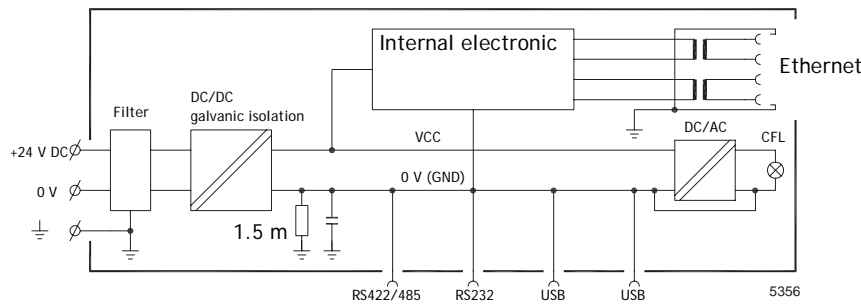 Internal electronic
Ethernet
DC/DC
galvanic isolation
Filter
DC/AC
CFL
VCC
+24 V DC
0 V (GND)
0 V
1.5 m
RS422/485
RS232
USB
USB
5356